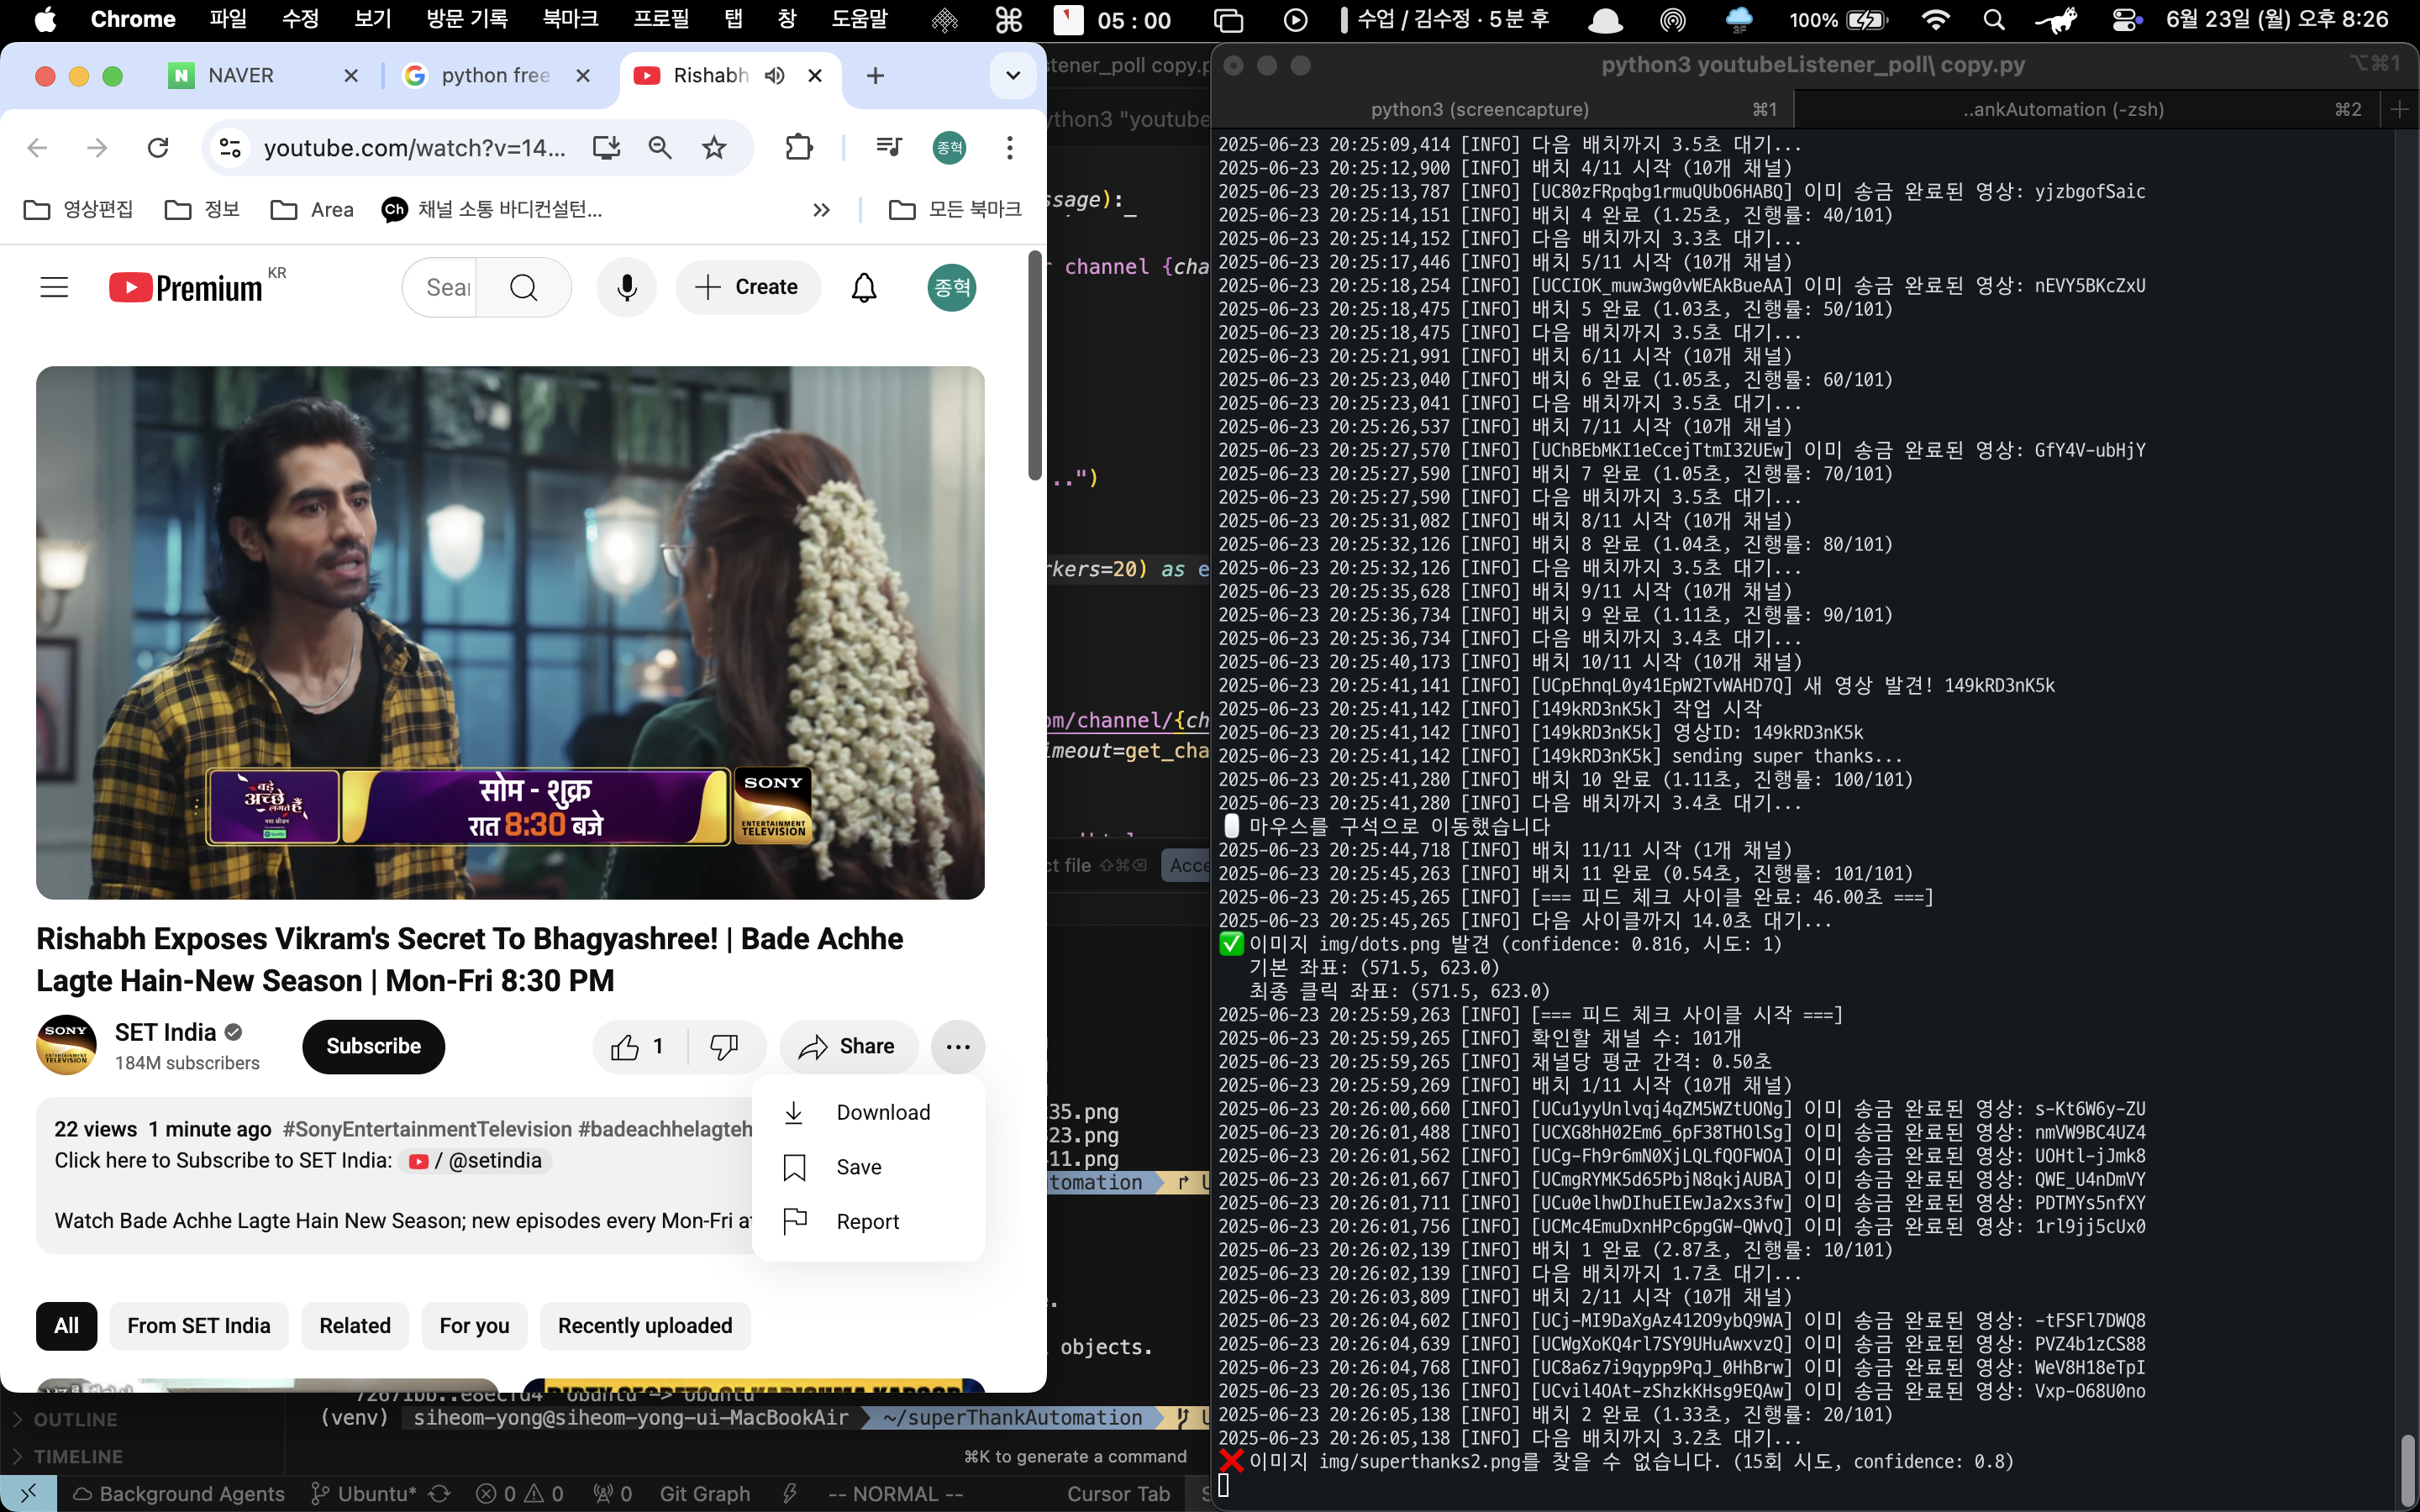 Chrome 파일 수정 보기 방문 기록 북마크 프로필 탭 창 도움말 05 : 00 수업 / 김수정 · 5분 후 100% 6월 23일 (월) 오후 8:26
NAVER
python free
Rishabh
youtube.com/watch?v=14...
종혁
영상편집
정보
Area
Ch 채널 소통 바디컨설턴...
모든 북마크
Premium KR
Create
종혁
बड़े
अच्छे
लगते हैं
नया सीज़न
सोम - शुक्र
रात 8:30 बजे
SONY
ENTERTAINMENT
TELEVISION
Rishabh Exposes Vikram's Secret To Bhagyashree! | Bade Achhe
Lagte Hain-New Season | Mon-Fri 8:30 PM
SONY
SET India
184M subscribers
Subscribe
1
Share
Download
Save
Report
22 views 1 minute ago #SonyEntertainmentTelevision
Click here to Subscribe to SET India: / @setindia
Watch Bade Achhe Lagte Hain New Season; new episodes every Mon-Fri
All
From SET India
Related
For you
Recently uploaded
..")
=20) as
channel
35.png
23.png
11.png
objects.
(venv) siheom-yong@siheom-yong-ui-MacBookAir ~/superThankAutomation
OUTLINE
TIMELINE
⌘K to generate a command
Background Agents Ubuntu* 0 0 0 Git Graph -- NORMAL -- Cursor Tab
python3 youtubeListener_poll\ copy.py ⌥⌘1
python3 (screencapture) ⌘1 ..ankAutomation (-zsh) ⌘2
2025-06-23 20:25:09,414 [INFO] 다음 배치까지 3.5초 대기...
2025-06-23 20:25:12,900 [INFO] 배치 4/11 시작 (10개 채널)
2025-06-23 20:25:13,787 [INFO] [UC80zFRpqbg1rmuQUbO6HABQ] 이미 송금 완료된 영상: yjzbgofSaic
2025-06-23 20:25:14,151 [INFO] 배치 4 완료 (1.25초, 진행률: 40/101)
2025-06-23 20:25:14,152 [INFO] 다음 배치까지 3.3초 대기...
2025-06-23 20:25:17,446 [INFO] 배치 5/11 시작 (10개 채널)
2025-06-23 20:25:18,254 [INFO] [UCCIOK_muw3wg0vWEAkBueAA] 이미 송금 완료된 영상: nEVY5BKcZxU
2025-06-23 20:25:18,475 [INFO] 배치 5 완료 (1.03초, 진행률: 50/101)
2025-06-23 20:25:18,475 [INFO] 다음 배치까지 3.5초 대기...
2025-06-23 20:25:21,991 [INFO] 배치 6/11 시작 (10개 채널)
2025-06-23 20:25:23,040 [INFO] 배치 6 완료 (1.05초, 진행률: 60/101)
2025-06-23 20:25:23,041 [INFO] 다음 배치까지 3.5초 대기...
2025-06-23 20:25:26,537 [INFO] 배치 7/11 시작 (10개 채널)
2025-06-23 20:25:27,570 [INFO] [UChBEbMKI1eCcejTtmI32UEw] 이미 송금 완료된 영상: GfY4V-ubHjY
2025-06-23 20:25:27,590 [INFO] 배치 7 완료 (1.05초, 진행률: 70/101)
2025-06-23 20:25:27,590 [INFO] 다음 배치까지 3.5초 대기...
2025-06-23 20:25:31,082 [INFO] 배치 8/11 시작 (10개 채널)
2025-06-23 20:25:32,126 [INFO] 배치 8 완료 (1.04초, 진행률: 80/101)
2025-06-23 20:25:32,126 [INFO] 다음 배치까지 3.5초 대기...
2025-06-23 20:25:35,628 [INFO] 배치 9/11 시작 (10개 채널)
2025-06-23 20:25:36,734 [INFO] 배치 9 완료 (1.11초, 진행률: 90/101)
2025-06-23 20:25:36,734 [INFO] 다음 배치까지 3.4초 대기...
2025-06-23 20:25:40,173 [INFO] 배치 10/11 시작 (10개 채널)
2025-06-23 20:25:41,141 [INFO] [UCpEhnqL0y41EpW2TvWAHD7Q] 새 영상 발견! 149kRD3nK5k
2025-06-23 20:25:41,142 [INFO] [149kRD3nK5k] 작업 시작
2025-06-23 20:25:41,142 [INFO] [149kRD3nK5k] 영상ID: 149kRD3nK5k
2025-06-23 20:25:41,142 [INFO] [149kRD3nK5k] sending super thanks...
2025-06-23 20:25:41,280 [INFO] 배치 10 완료 (1.11초, 진행률: 100/101)
2025-06-23 20:25:41,280 [INFO] 다음 배치까지 3.4초 대기...
마우스를 구석으로 이동했습니다
2025-06-23 20:25:44,718 [INFO] 배치 11/11 시작 (1개 채널)
2025-06-23 20:25:45,263 [INFO] 배치 11 완료 (0.54초, 진행률: 101/101)
2025-06-23 20:25:45,265 [INFO] [=== 피드 체크 사이클 완료: 46.00초 ===]
2025-06-23 20:25:45,265 [INFO] 다음 사이클까지 14.0초 대기...
✅ 이미지 img/dots.png 발견 (confidence: 0.816, 시도: 1)
기본 좌표: (571.5, 623.0)
최종 클릭 좌표: (571.5, 623.0)
2025-06-23 20:25:59,263 [INFO] [=== 피드 체크 사이클 시작 ===]
2025-06-23 20:25:59,265 [INFO] 확인할 채널 수: 101개
2025-06-23 20:25:59,265 [INFO] 채널당 평균 간격: 0.50초
2025-06-23 20:25:59,269 [INFO] 배치 1/11 시작 (10개 채널)
2025-06-23 20:26:00,660 [INFO] [UCu1yyUnlvqj4qZM5WZtUONg] 이미 송금 완료된 영상: s-Kt6W6y-ZU
2025-06-23 20:26:01,488 [INFO] [UCXG8hH02Em6_6pF38THOlSg] 이미 송금 완료된 영상: nmVW9BC4UZ4
2025-06-23 20:26:01,562 [INFO] [UCg-Fh9r6mN0XjLQLfQOFWOA] 이미 송금 완료된 영상: UOHtl-jJmk8
2025-06-23 20:26:01,667 [INFO] [UCmgRYMK5d65PbjN8qkjAUBA] 이미 송금 완료된 영상: QWE_U4nDmVY
2025-06-23 20:26:01,711 [INFO] [UCu0elhwDIhuEIEwJa2xs3fw] 이미 송금 완료된 영상: PDTMYs5nfXY
2025-06-23 20:26:01,756 [INFO] [UCMc4EmuDxnHPc6pgGW-QWvQ] 이미 송금 완료된 영상: 1rl9jj5cUx0
2025-06-23 20:26:02,139 [INFO] 배치 1 완료 (2.87초, 진행률: 10/101)
2025-06-23 20:26:02,139 [INFO] 다음 배치까지 1.7초 대기...
2025-06-23 20:26:03,809 [INFO] 배치 2/11 시작 (10개 채널)
2025-06-23 20:26:04,602 [INFO] [UCj-MI9DaXgAz412O9ybQ9WA] 이미 송금 완료된 영상: -tFSFl7DWQ8
2025-06-23 20:26:04,639 [INFO] [UCWgXoKQ4rl7SY9UHuAwxvzQ] 이미 송금 완료된 영상: PVZ4b1zCS88
2025-06-23 20:26:04,768 [INFO] [UC8a6z7i9qypp9PqJ_0HhBrw] 이미 송금 완료된 영상: WeV8H18eTpI
2025-06-23 20:26:05,136 [INFO] [UCvil4OAt-zShzkKHsg9EQAw] 이미 송금 완료된 영상: Vxp-O68U0no
2025-06-23 20:26:05,138 [INFO] 배치 2 완료 (1.33초, 진행률: 20/101)
2025-06-23 20:26:05,138 [INFO] 다음 배치까지 3.2초 대기...
❌ 이미지 img/superthanks2.png를 찾을 수 없습니다. (15회 시도, confidence: 0.8)